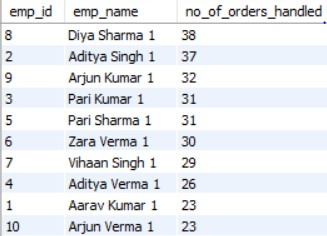 emp_id emp_name no_of_orders_handled
8 Diya Sharma 1 38
2 Aditya Singh 1 37
9 Arjun Kumar 1 32
3 Pari Kumar 1 31
5 Pari Sharma 1 31
6 Zara Verma 1 30
7 Vihaan Singh 1 29
4 Aditya Verma 1 26
1 Aarav Kumar 1 23
10 Arjun Verma 1 23